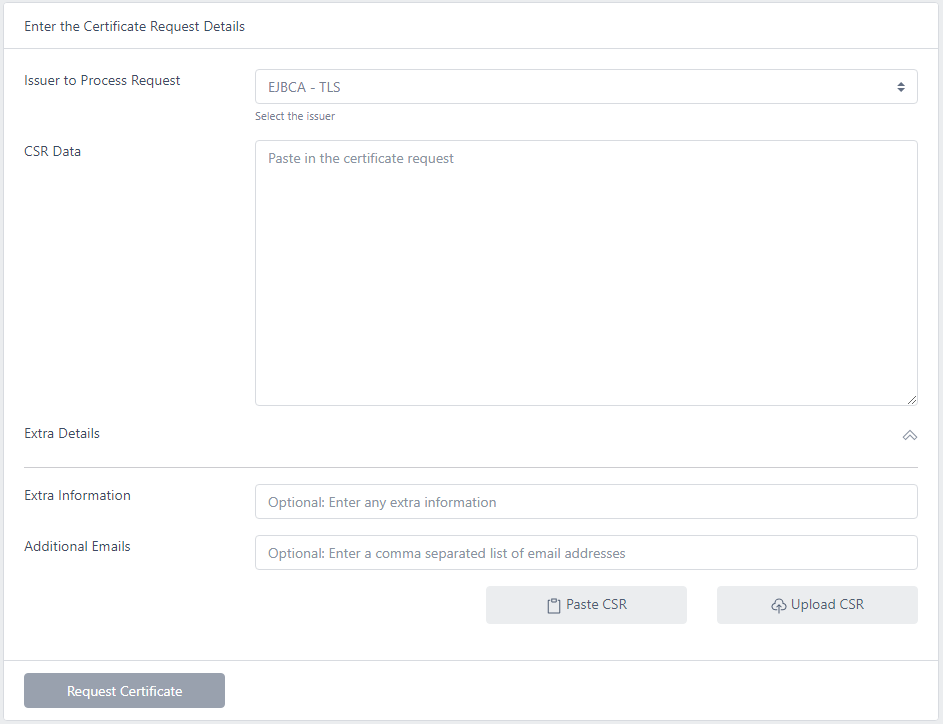 Enter the Certificate Request Details
Issuer to Process Request
EJBCA - TLS
Select the issuer
CSR Data
Paste in the certificate request
Extra Details
Extra Information
Optional: Enter any extra information
Additional Emails
Optional: Enter a comma separated list of email addresses
Paste CSR
Upload CSR
Request Certificate